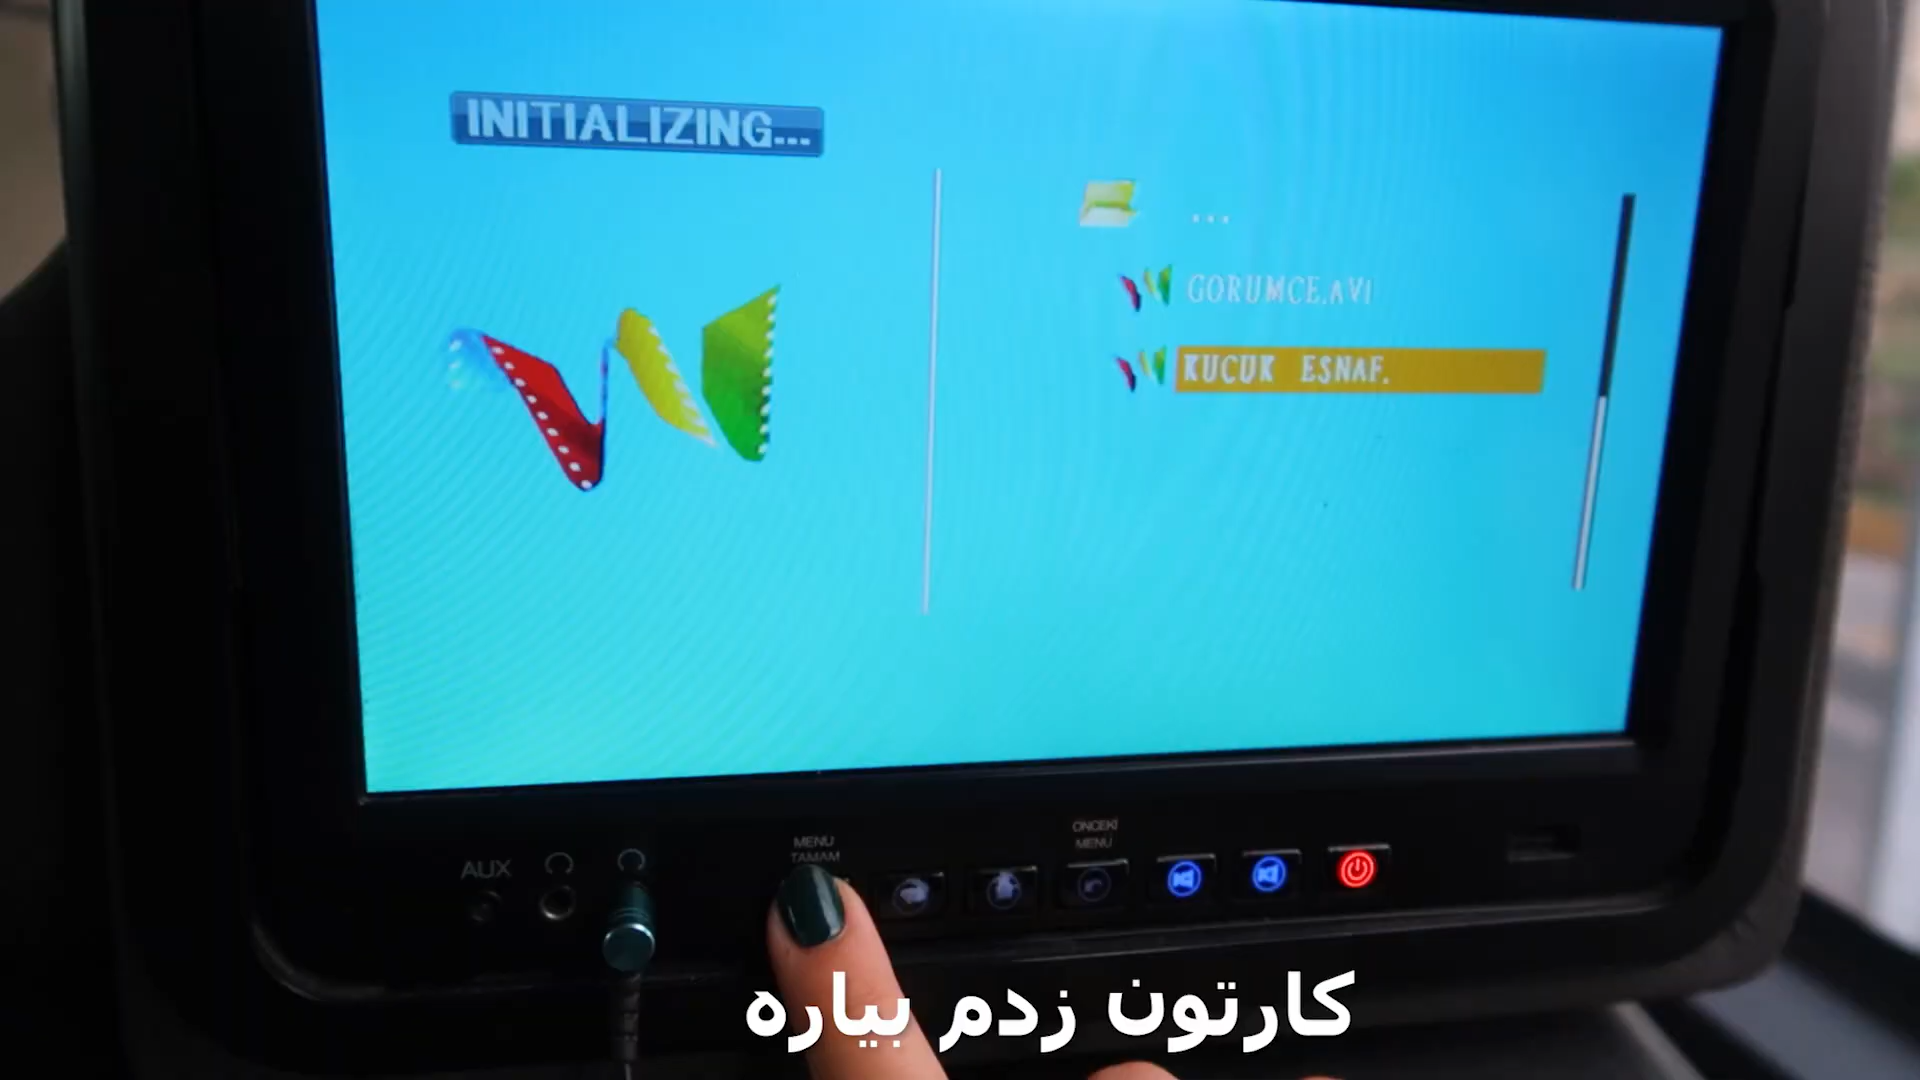 INITIALIZING...
...
GORUMCE.AVI
KUCUK ESNAF.
AUX
MENU
TAMAM
ONCEKİ
MENU
کارتون زدم بیاره